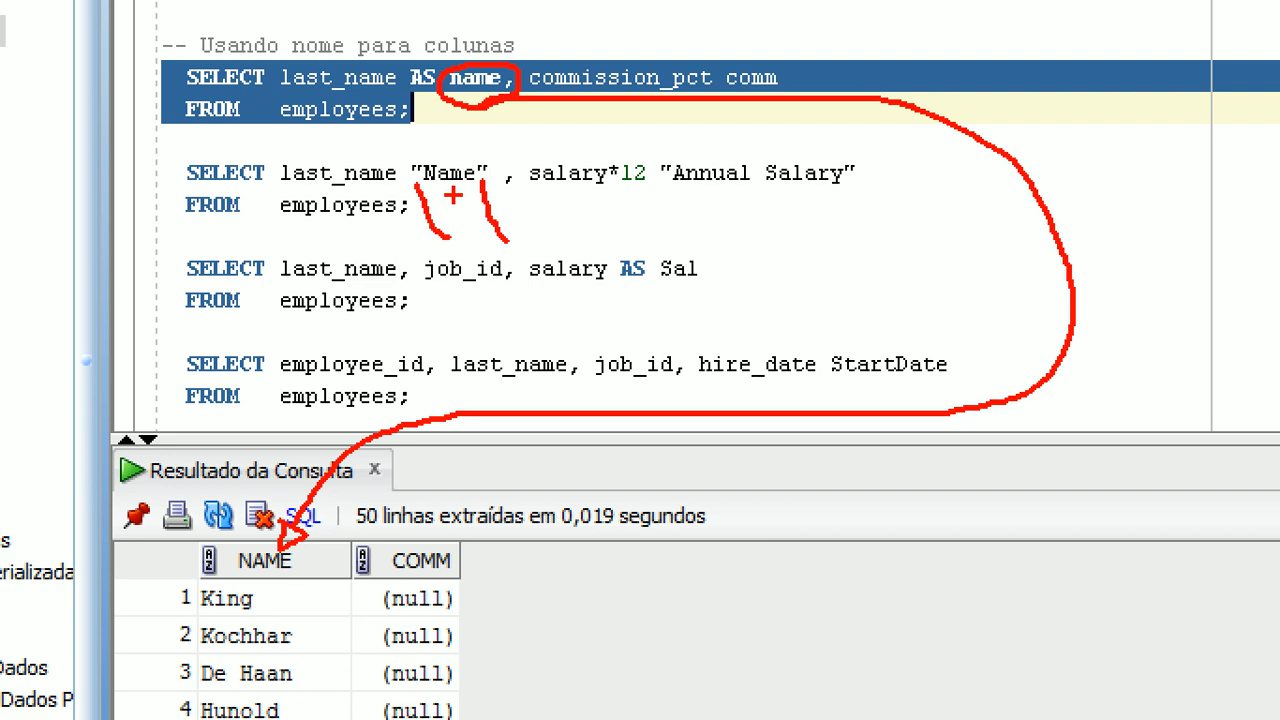 -- Usando nome para colunas
SELECT last_name AS name, commission_pct comm
FROM employees;
SELECT last_name "Name" , salary*12 "Annual Salary"
FROM employees;
SELECT last_name, job_id, salary AS Sal
FROM employees;
SELECT employee_id, last_name, job_id, hire_date StartDate
FROM employees;
Resultado da Consulta x
SQL | 50 linhas extraídas em 0,019 segundos
NAME COMM
1 King (null)
2 Kochhar (null)
3 De Haan (null)
4 Hunold (null)
s
erializada
Dados
Dados P